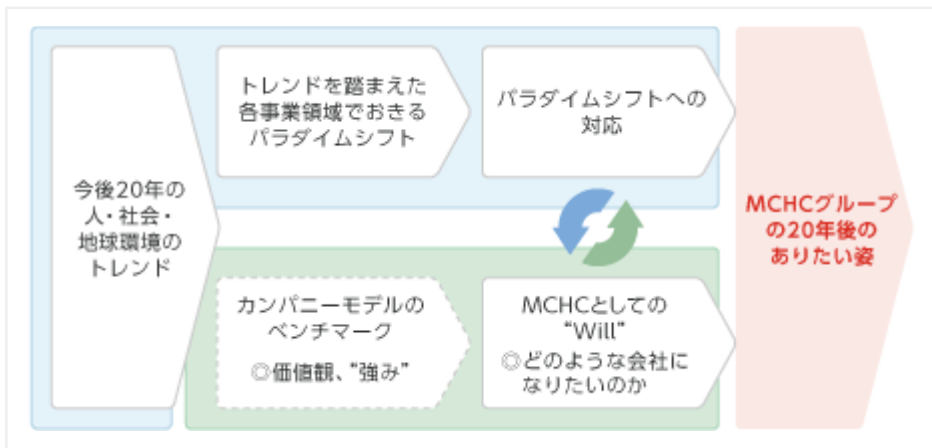 今後20年の
人・社会・
地球環境の
トレンド
トレンドを踏まえた
各事業領域でおきる
パラダイムシフト
パラダイムシフトへの
対応
カンパニーモデルの
ベンチマーク
◎価値観、“強み”
MCHCとしての
“Will”
◎どのような会社に
なりたいのか
MCHCグループ
の20年後の
ありたい姿